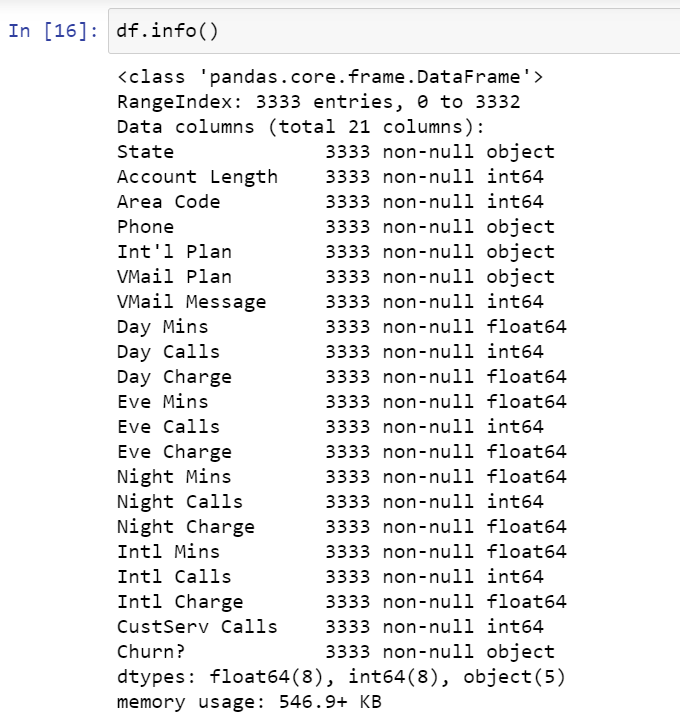 In [16]: df.info()
<class 'pandas.core.frame.DataFrame'>
RangeIndex: 3333 entries, 0 to 3332
Data columns (total 21 columns):
State             3333 non-null object
Account Length    3333 non-null int64
Area Code         3333 non-null int64
Phone             3333 non-null object
Int'l Plan        3333 non-null object
VMail Plan        3333 non-null object
VMail Message     3333 non-null int64
Day Mins          3333 non-null float64
Day Calls         3333 non-null int64
Day Charge        3333 non-null float64
Eve Mins          3333 non-null float64
Eve Calls         3333 non-null int64
Eve Charge        3333 non-null float64
Night Mins        3333 non-null float64
Night Calls       3333 non-null int64
Night Charge      3333 non-null float64
Intl Mins         3333 non-null float64
Intl Calls        3333 non-null int64
Intl Charge       3333 non-null float64
CustServ Calls    3333 non-null int64
Churn?            3333 non-null object
dtypes: float64(8), int64(8), object(5)
memory usage: 546.9+ KB